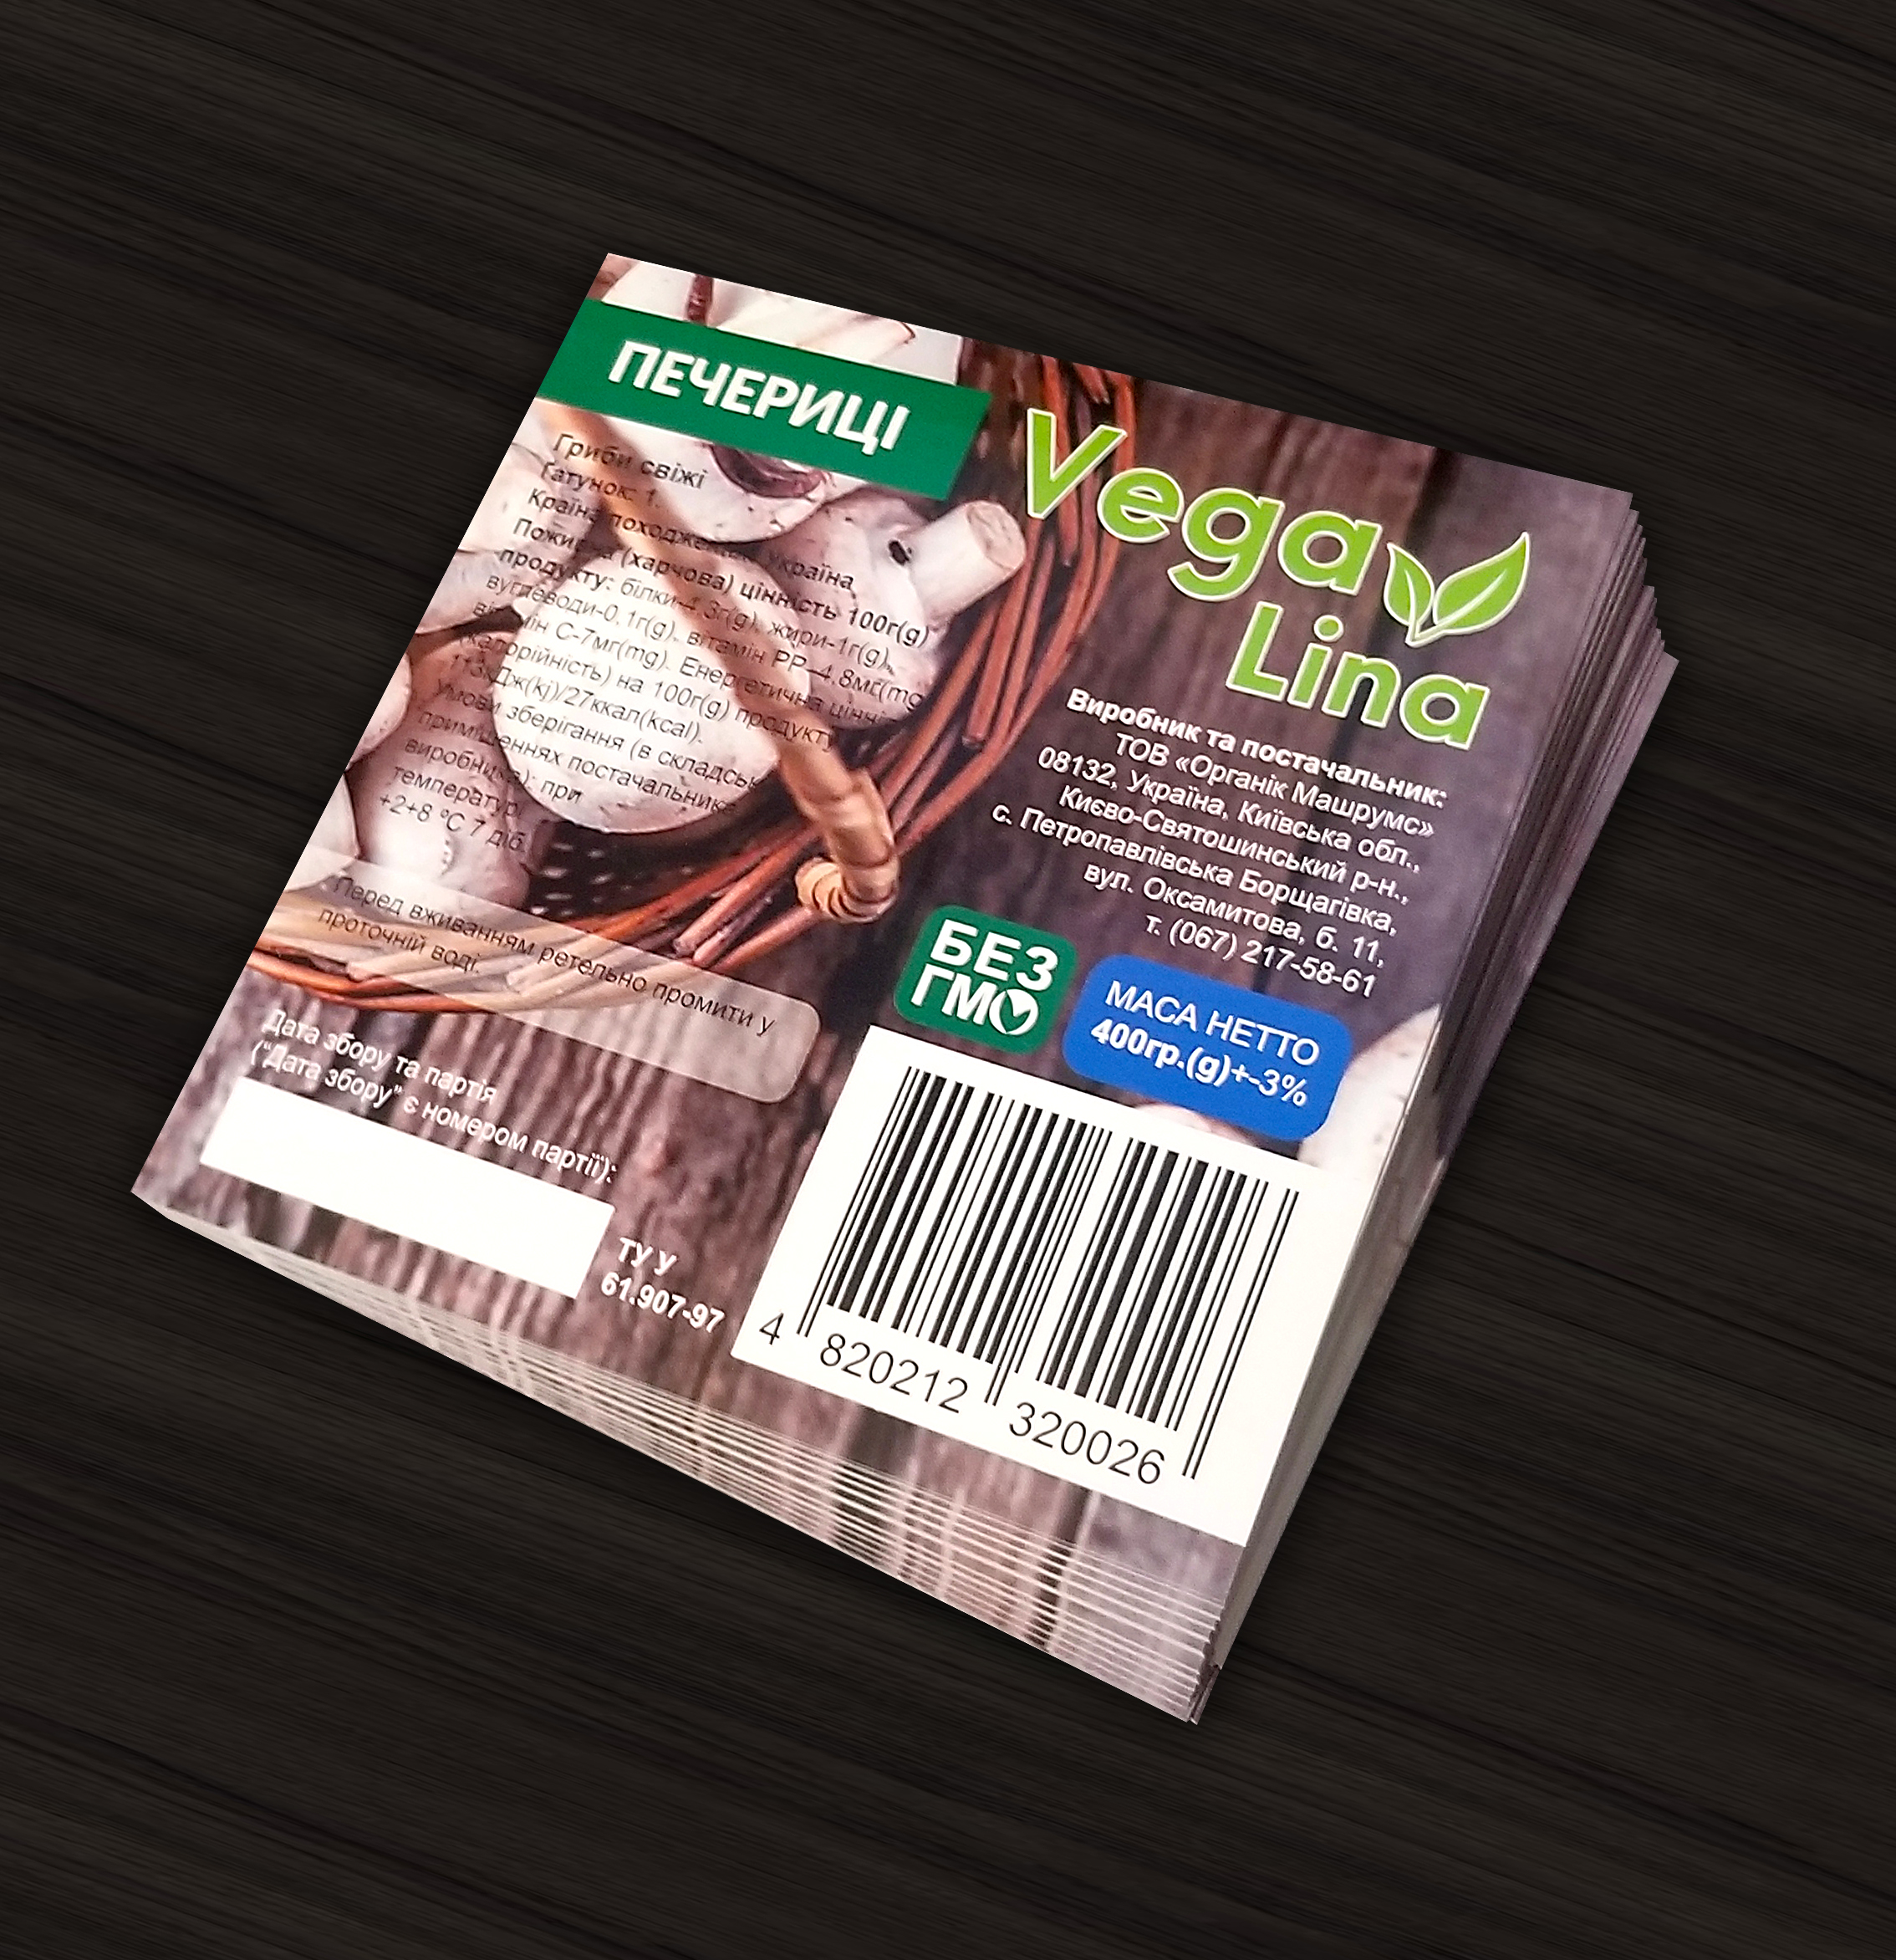 ПЕЧЕРИЦІ
Гриби свіжі
Ґатунок: 1
Країна походження: Україна
Поживна (харчова) цінність 100г(g)
продукту: білки-4,3г(g), жири-1г(g),
вуглеводи-0,1г(g), вітамін РР-4,8мг(mg
вітамін С-7мг(mg). Енергетична цінн
(калорійність) на 100г(g) продукту
113кДж(kj)/27ккал(kcal).
Умови зберігання (в складськ
приміщеннях постачальника
виробника): при
температурі
+2+8 °С 7 діб.
Перед вживанням ретельно промити у
проточній воді.
Дата збору та партія
("Дата збору" є номером партії):
ТУ У
61.907-97
Vega
Lina
Виробник та постачальник:
ТОВ «Органік Машрумс»
08132, Україна, Київська обл.,
Києво-Святошинський р-н.,
с. Петропавлівська Борщагівка,
вул. Оксамитова, б. 11,
т. (067) 217-58-61
БЕЗ
ГМО
МАСА НЕТТО
400гр.(g)+-3%
4 820212 320026